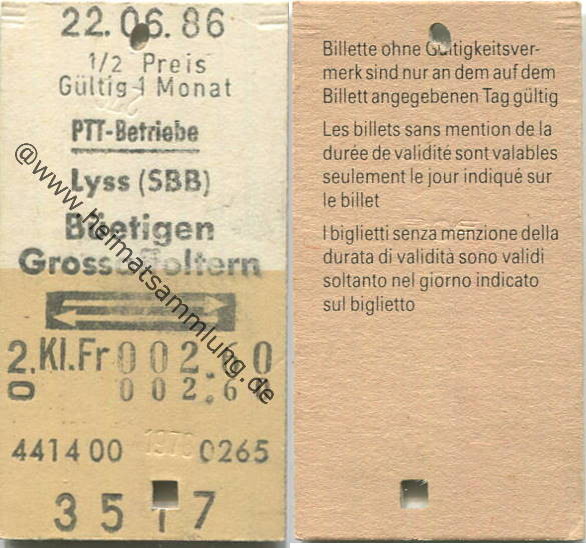 22.06.86
1/2 Preis
Gültig 1 Monat
PTT-Betriebe
Lyss (SBB)
Büetigen
Grossaffoltern
2.Kl.Fr 002.60
0 002.60
441400 1970 0265
3517
@www.heimatsammlung.de
Billette ohne Gültigkeitsver-
merk sind nur an dem auf dem
Billett angegebenen Tag gültig
Les billets sans mention de la
durée de validité sont valables
seulement le jour indiqué sur
le billet
I biglietti senza menzione della
durata di validità sono validi
soltanto nel giorno indicato
sul biglietto